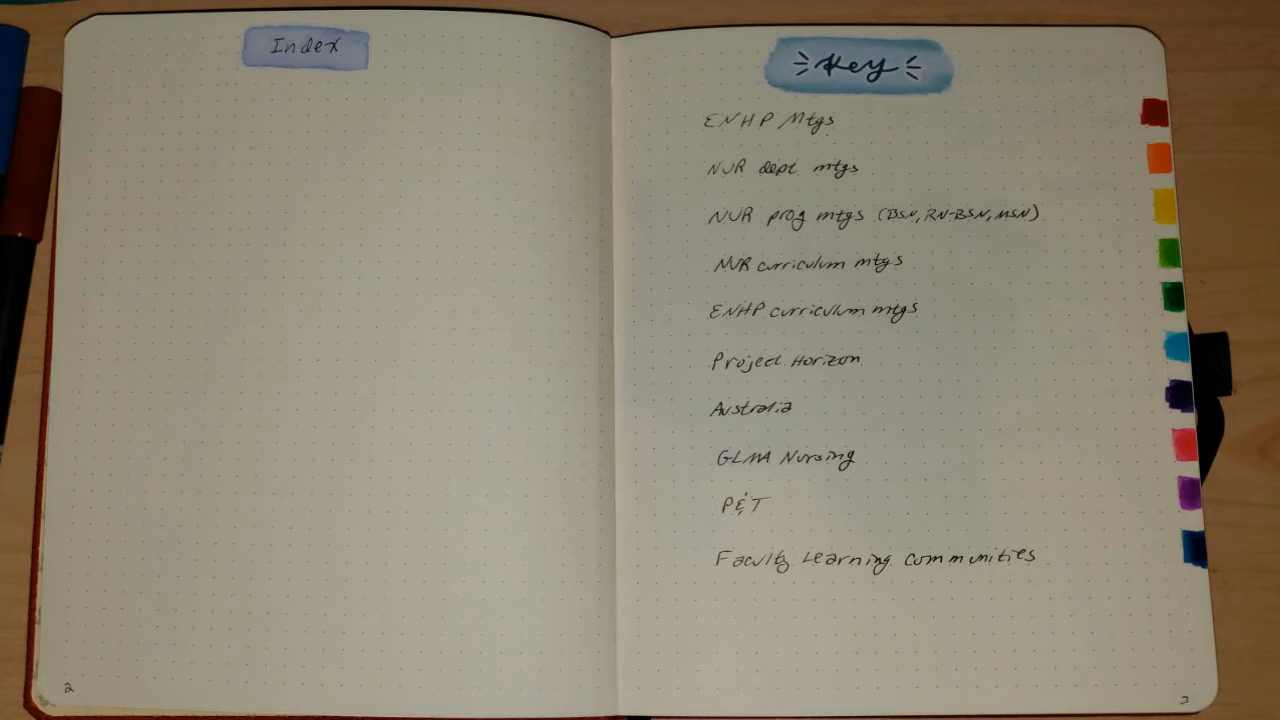 Index
Key
ENHP Mtgs
NUR dept mtgs
NUR prog mtgs (BSN, RN-BSN, MSN)
NUR curriculum mtgs
ENHP curriculum mtgs
Project Horizon
Australia
GLMA Nursing
P&T
Faculty Learning Communities
2
3